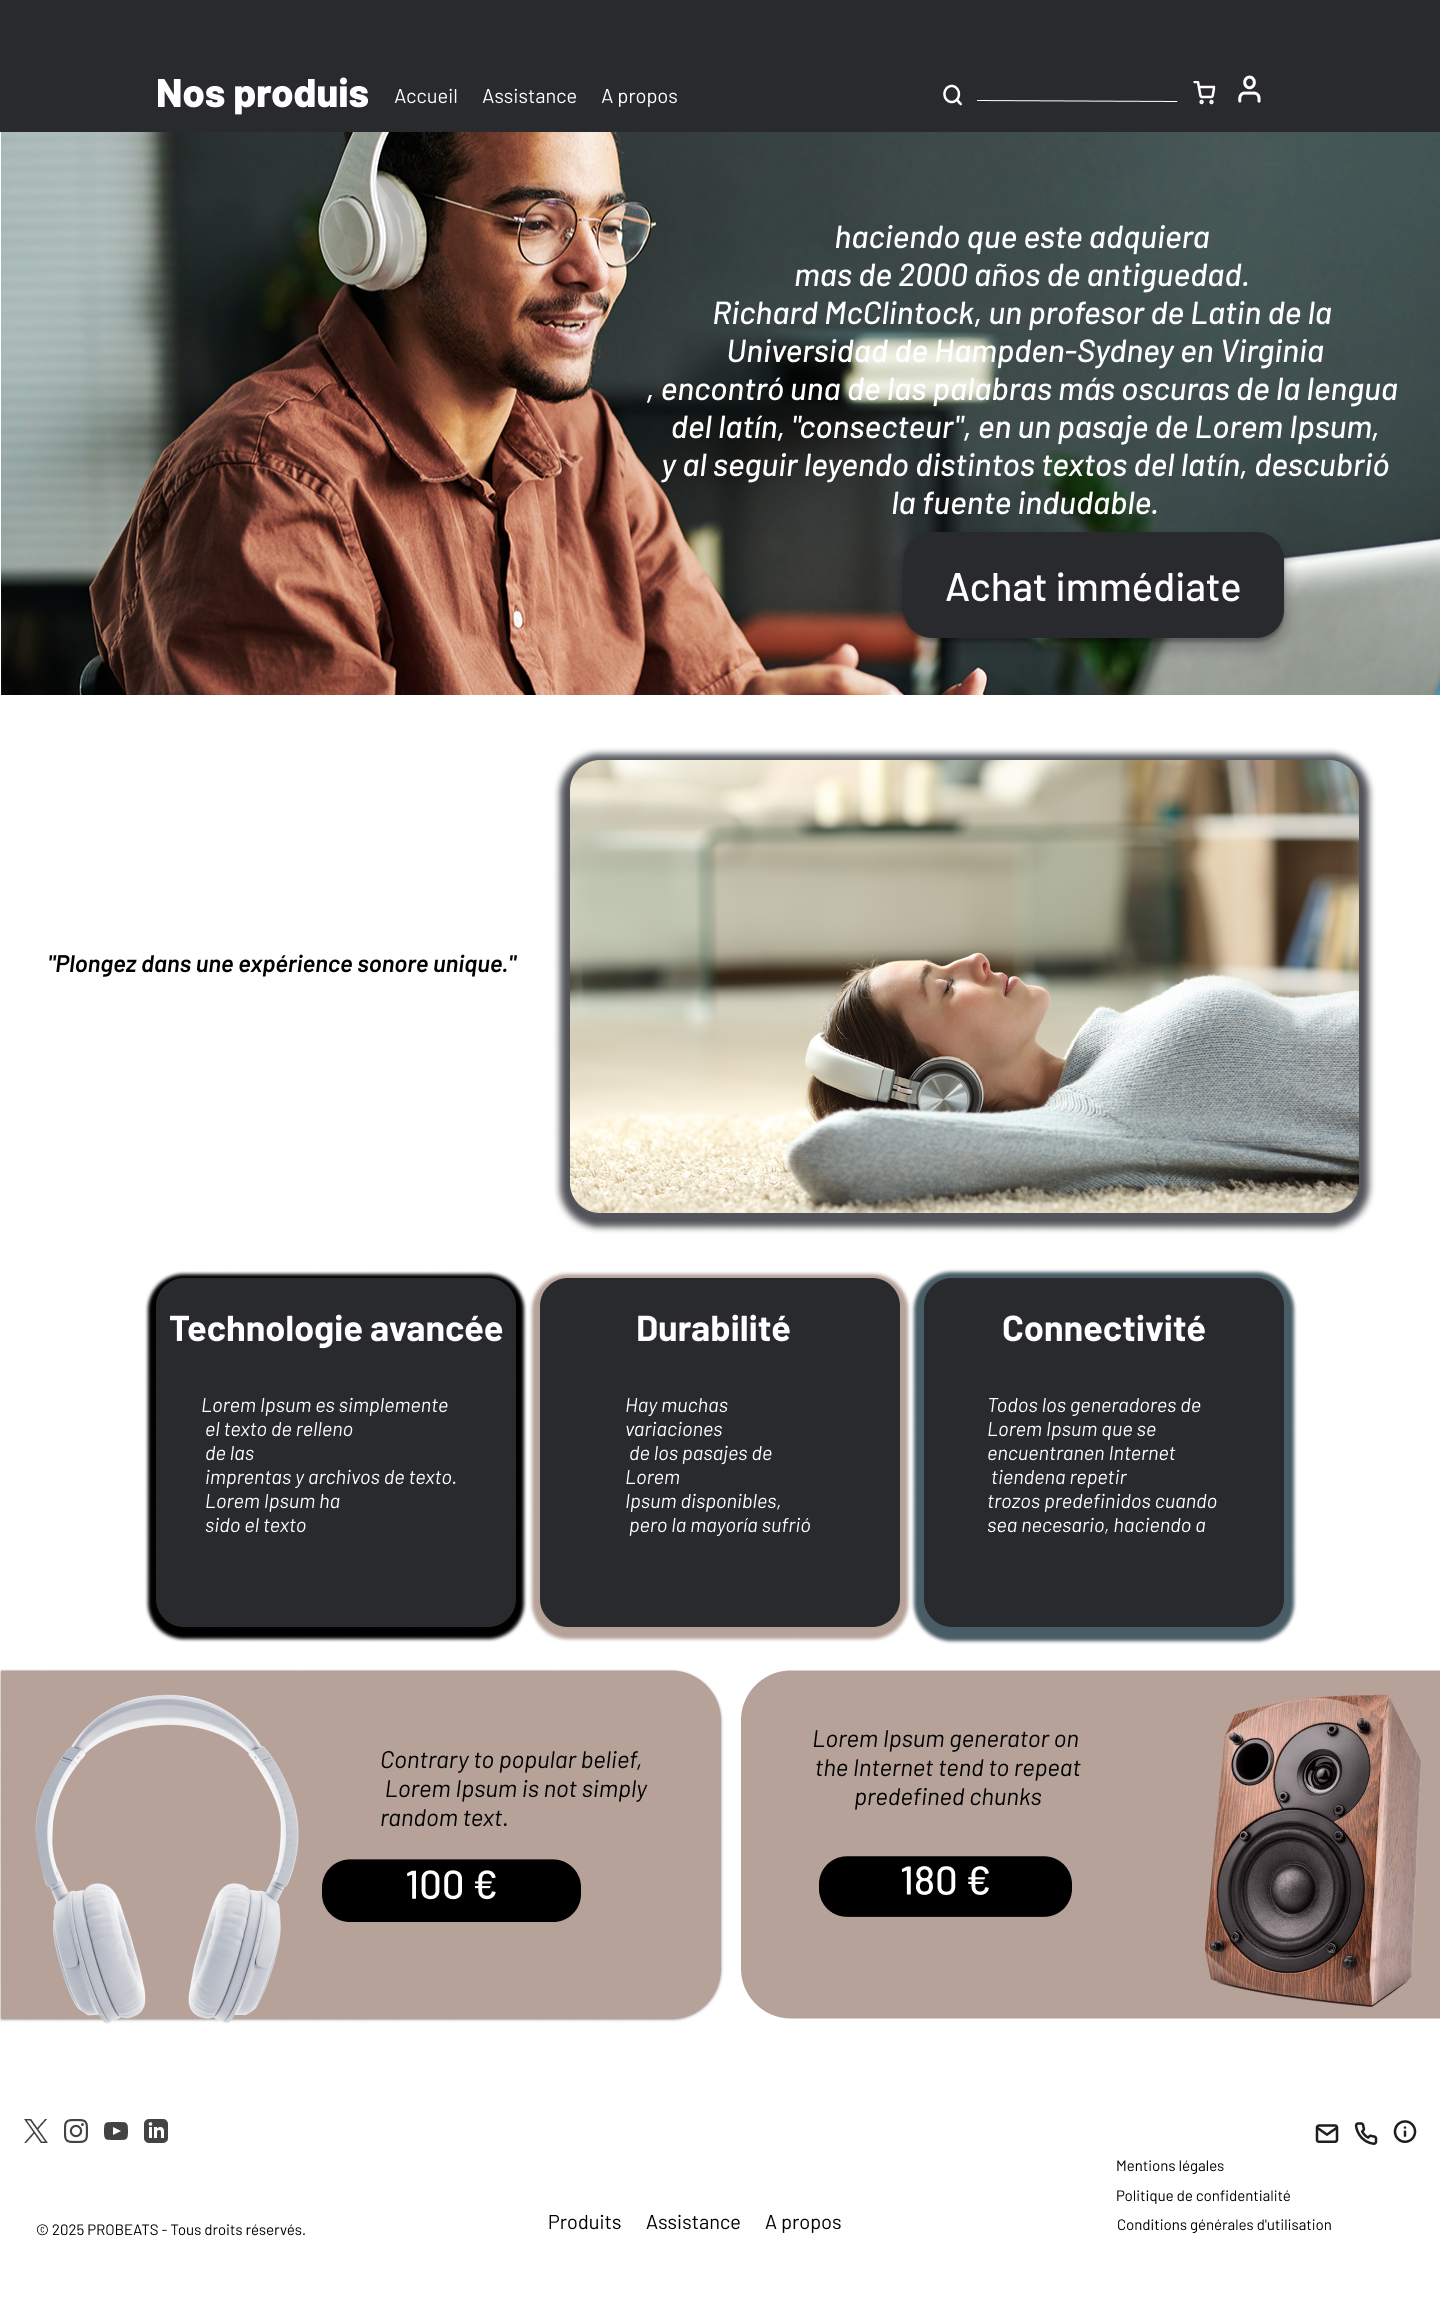 Nos produis Accueil Assistance A propos
haciendo que este adquiera
mas de 2000 años de antiguedad.
Richard McClintock, un profesor de Latin de la
Universidad de Hampden-Sydney en Virginia
, encontró una de las palabras más oscuras de la lengua
del latín, "consecteur", en un pasaje de Lorem Ipsum,
y al seguir leyendo distintos textos del latín, descubrió
la fuente indudable.
Achat immédiate
"Plongez dans une expérience sonore unique."
Technologie avancée
Lorem Ipsum es simplemente
el texto de relleno
de las
imprentas y archivos de texto.
Lorem Ipsum ha
sido el texto
Durabilité
Hay muchas
variaciones
de los pasajes de
Lorem
Ipsum disponibles,
pero la mayoría sufrió
Connectivité
Todos los generadores de
Lorem Ipsum que se
encuentranen Internet
tiendena repetir
trozos predefinidos cuando
sea necesario, haciendo a
Contrary to popular belief,
Lorem Ipsum is not simply
random text.
100 €
Lorem Ipsum generator on
the Internet tend to repeat
predefined chunks
180 €
© 2025 PROBEATS - Tous droits réservés.
Produits Assistance A propos
Mentions légales
Politique de confidentialité
Conditions générales d'utilisation